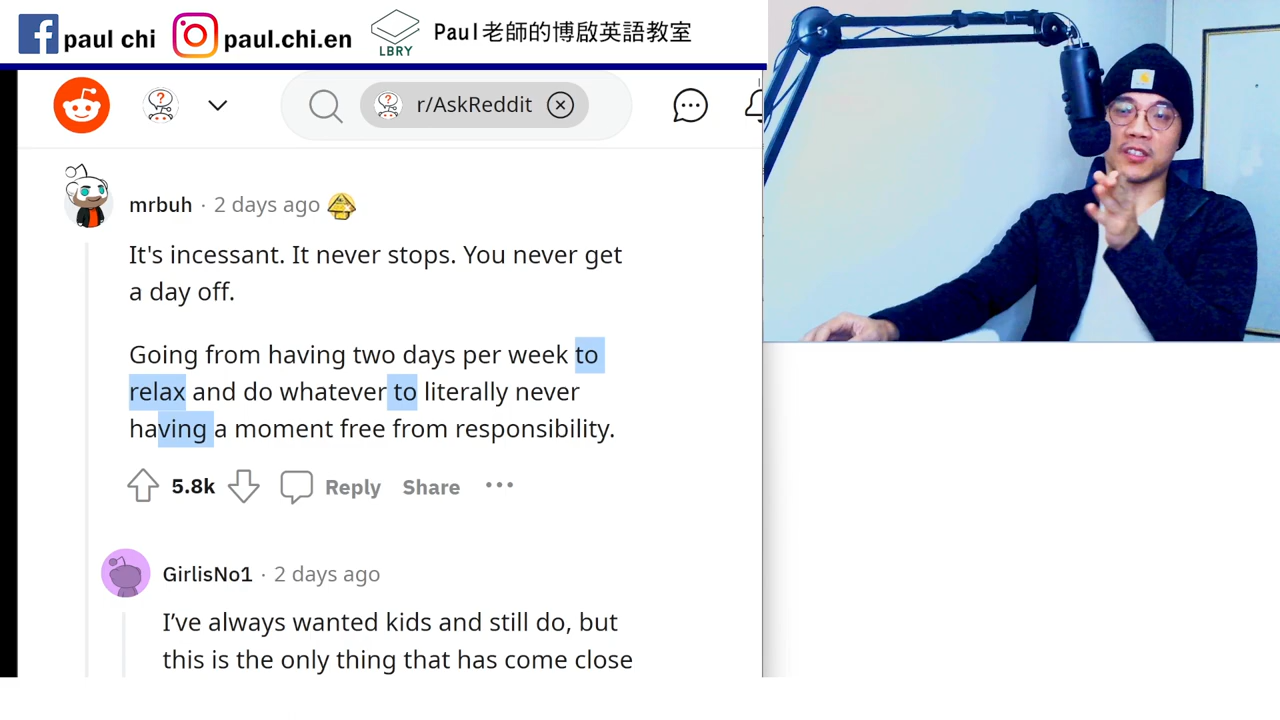 paul chi
paul.chi.en
LBRY
Paul老師的博啟英語教室
r/AskReddit
mrbuh · 2 days ago
It's incessant. It never stops. You never get
a day off.
Going from having two days per week to
relax and do whatever to literally never
having a moment free from responsibility.
5.8k
Reply
Share
GirlisNo1 · 2 days ago
I’ve always wanted kids and still do, but
this is the only thing that has come close